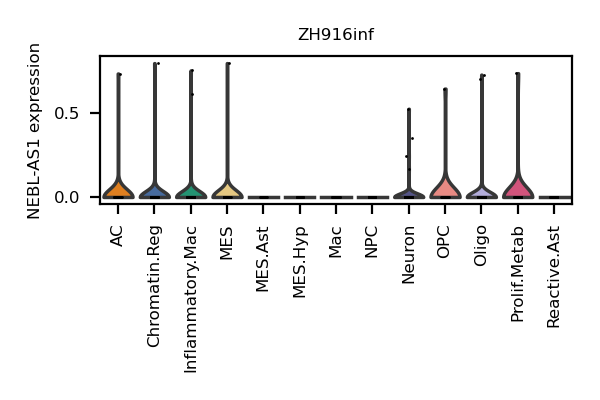 ZH916inf
NEBL-AS1 expression
0.5
0.0
AC
Chromatin.Reg
Inflammatory.Mac
MES
MES.Ast
MES.Hyp
Mac
NPC
Neuron
OPC
Oligo
Prolif.Metab
Reactive.Ast